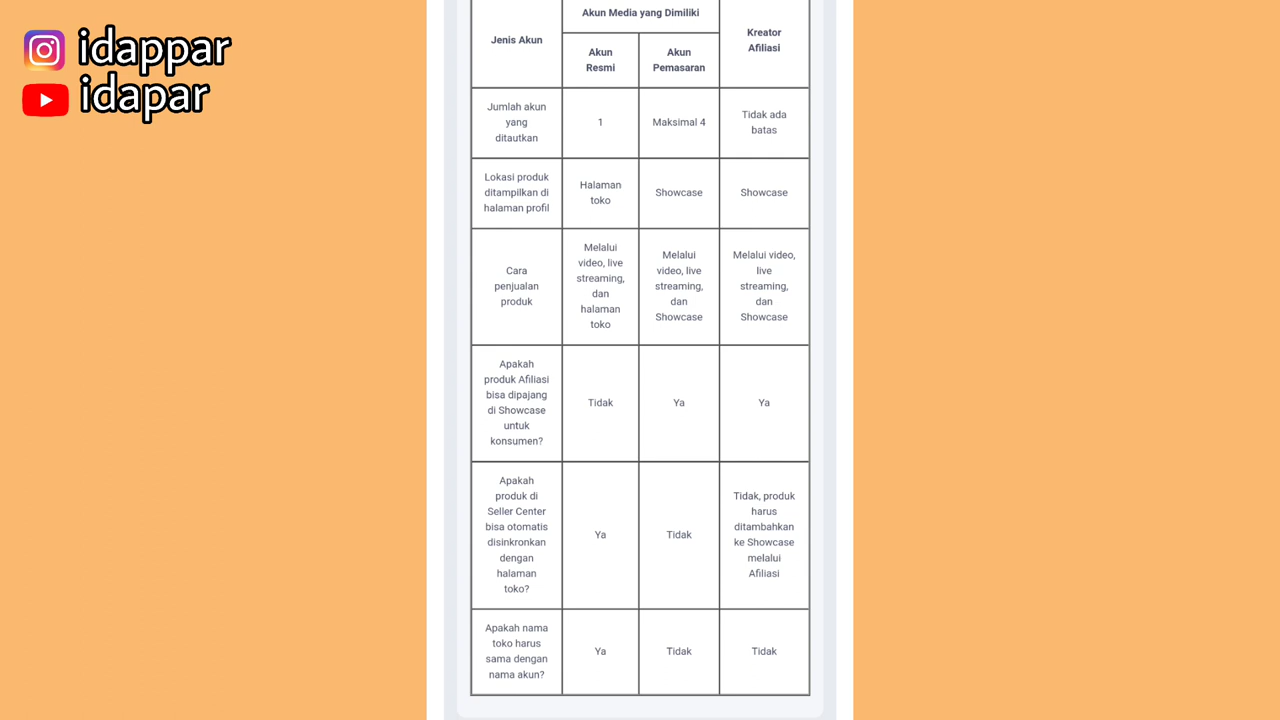 idappar
idapar
Akun Media yang Dimiliki
Jenis Akun
Kreator
Afiliasi
Akun
Resmi
Akun
Pemasaran
Jumlah akun
yang
ditautkan
1
Maksimal 4
Tidak ada
batas
Lokasi produk
ditampilkan di
halaman profil
Halaman
toko
Showcase
Showcase
Cara
penjualan
produk
Melalui
video, live
streaming,
dan
halaman
toko
Melalui
video, live
streaming,
dan
Showcase
Melalui video,
live
streaming,
dan
Showcase
Apakah
produk Afiliasi
bisa dipajang
di Showcase
untuk
konsumen?
Tidak
Ya
Ya
Apakah
produk di
Seller Center
bisa otomatis
disinkronkan
dengan
halaman
toko?
Ya
Tidak
Tidak, produk
harus
ditambahkan
ke Showcase
melalui
Afiliasi
Apakah nama
toko harus
sama dengan
nama akun?
Ya
Tidak
Tidak